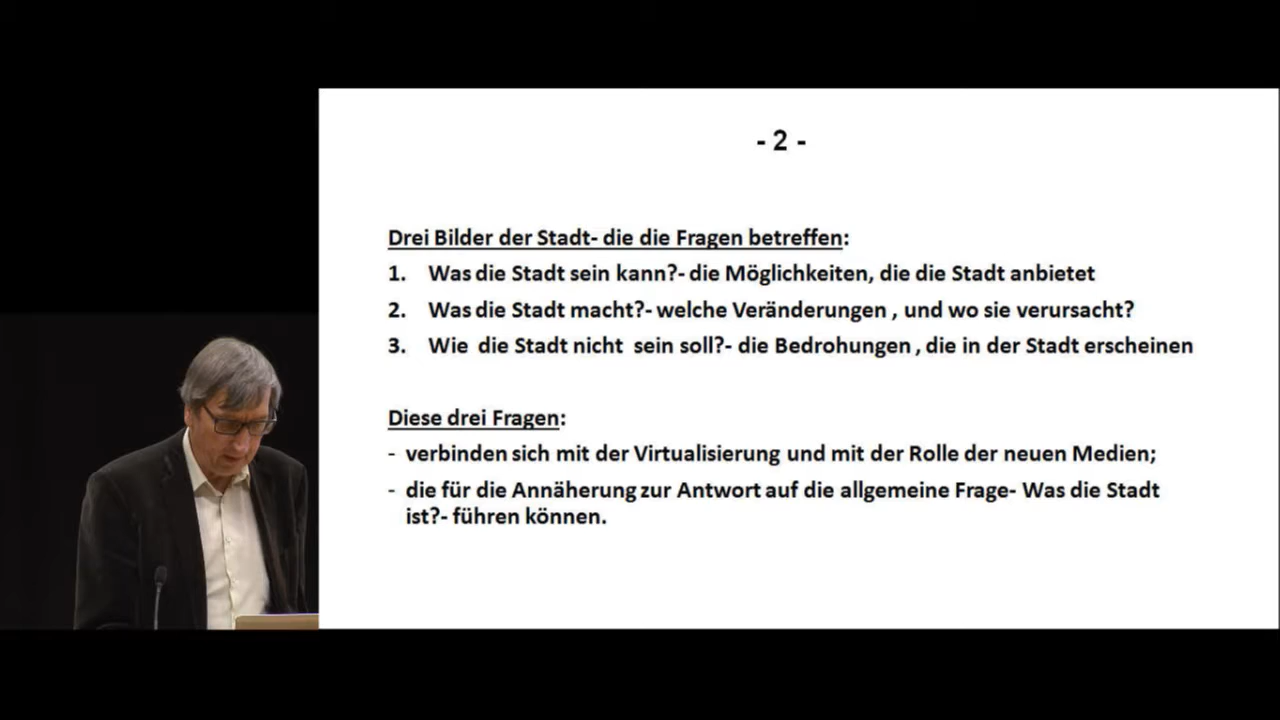 - 2 -
Drei Bilder der Stadt- die die Fragen betreffen:
1. Was die Stadt sein kann?- die Möglichkeiten, die die Stadt anbietet
2. Was die Stadt macht?- welche Veränderungen , und wo sie verursacht?
3. Wie die Stadt nicht sein soll?- die Bedrohungen , die in der Stadt erscheinen
Diese drei Fragen:
- verbinden sich mit der Virtualisierung und mit der Rolle der neuen Medien;
- die für die Annäherung zur Antwort auf die allgemeine Frage- Was die Stadt
ist?- führen können.